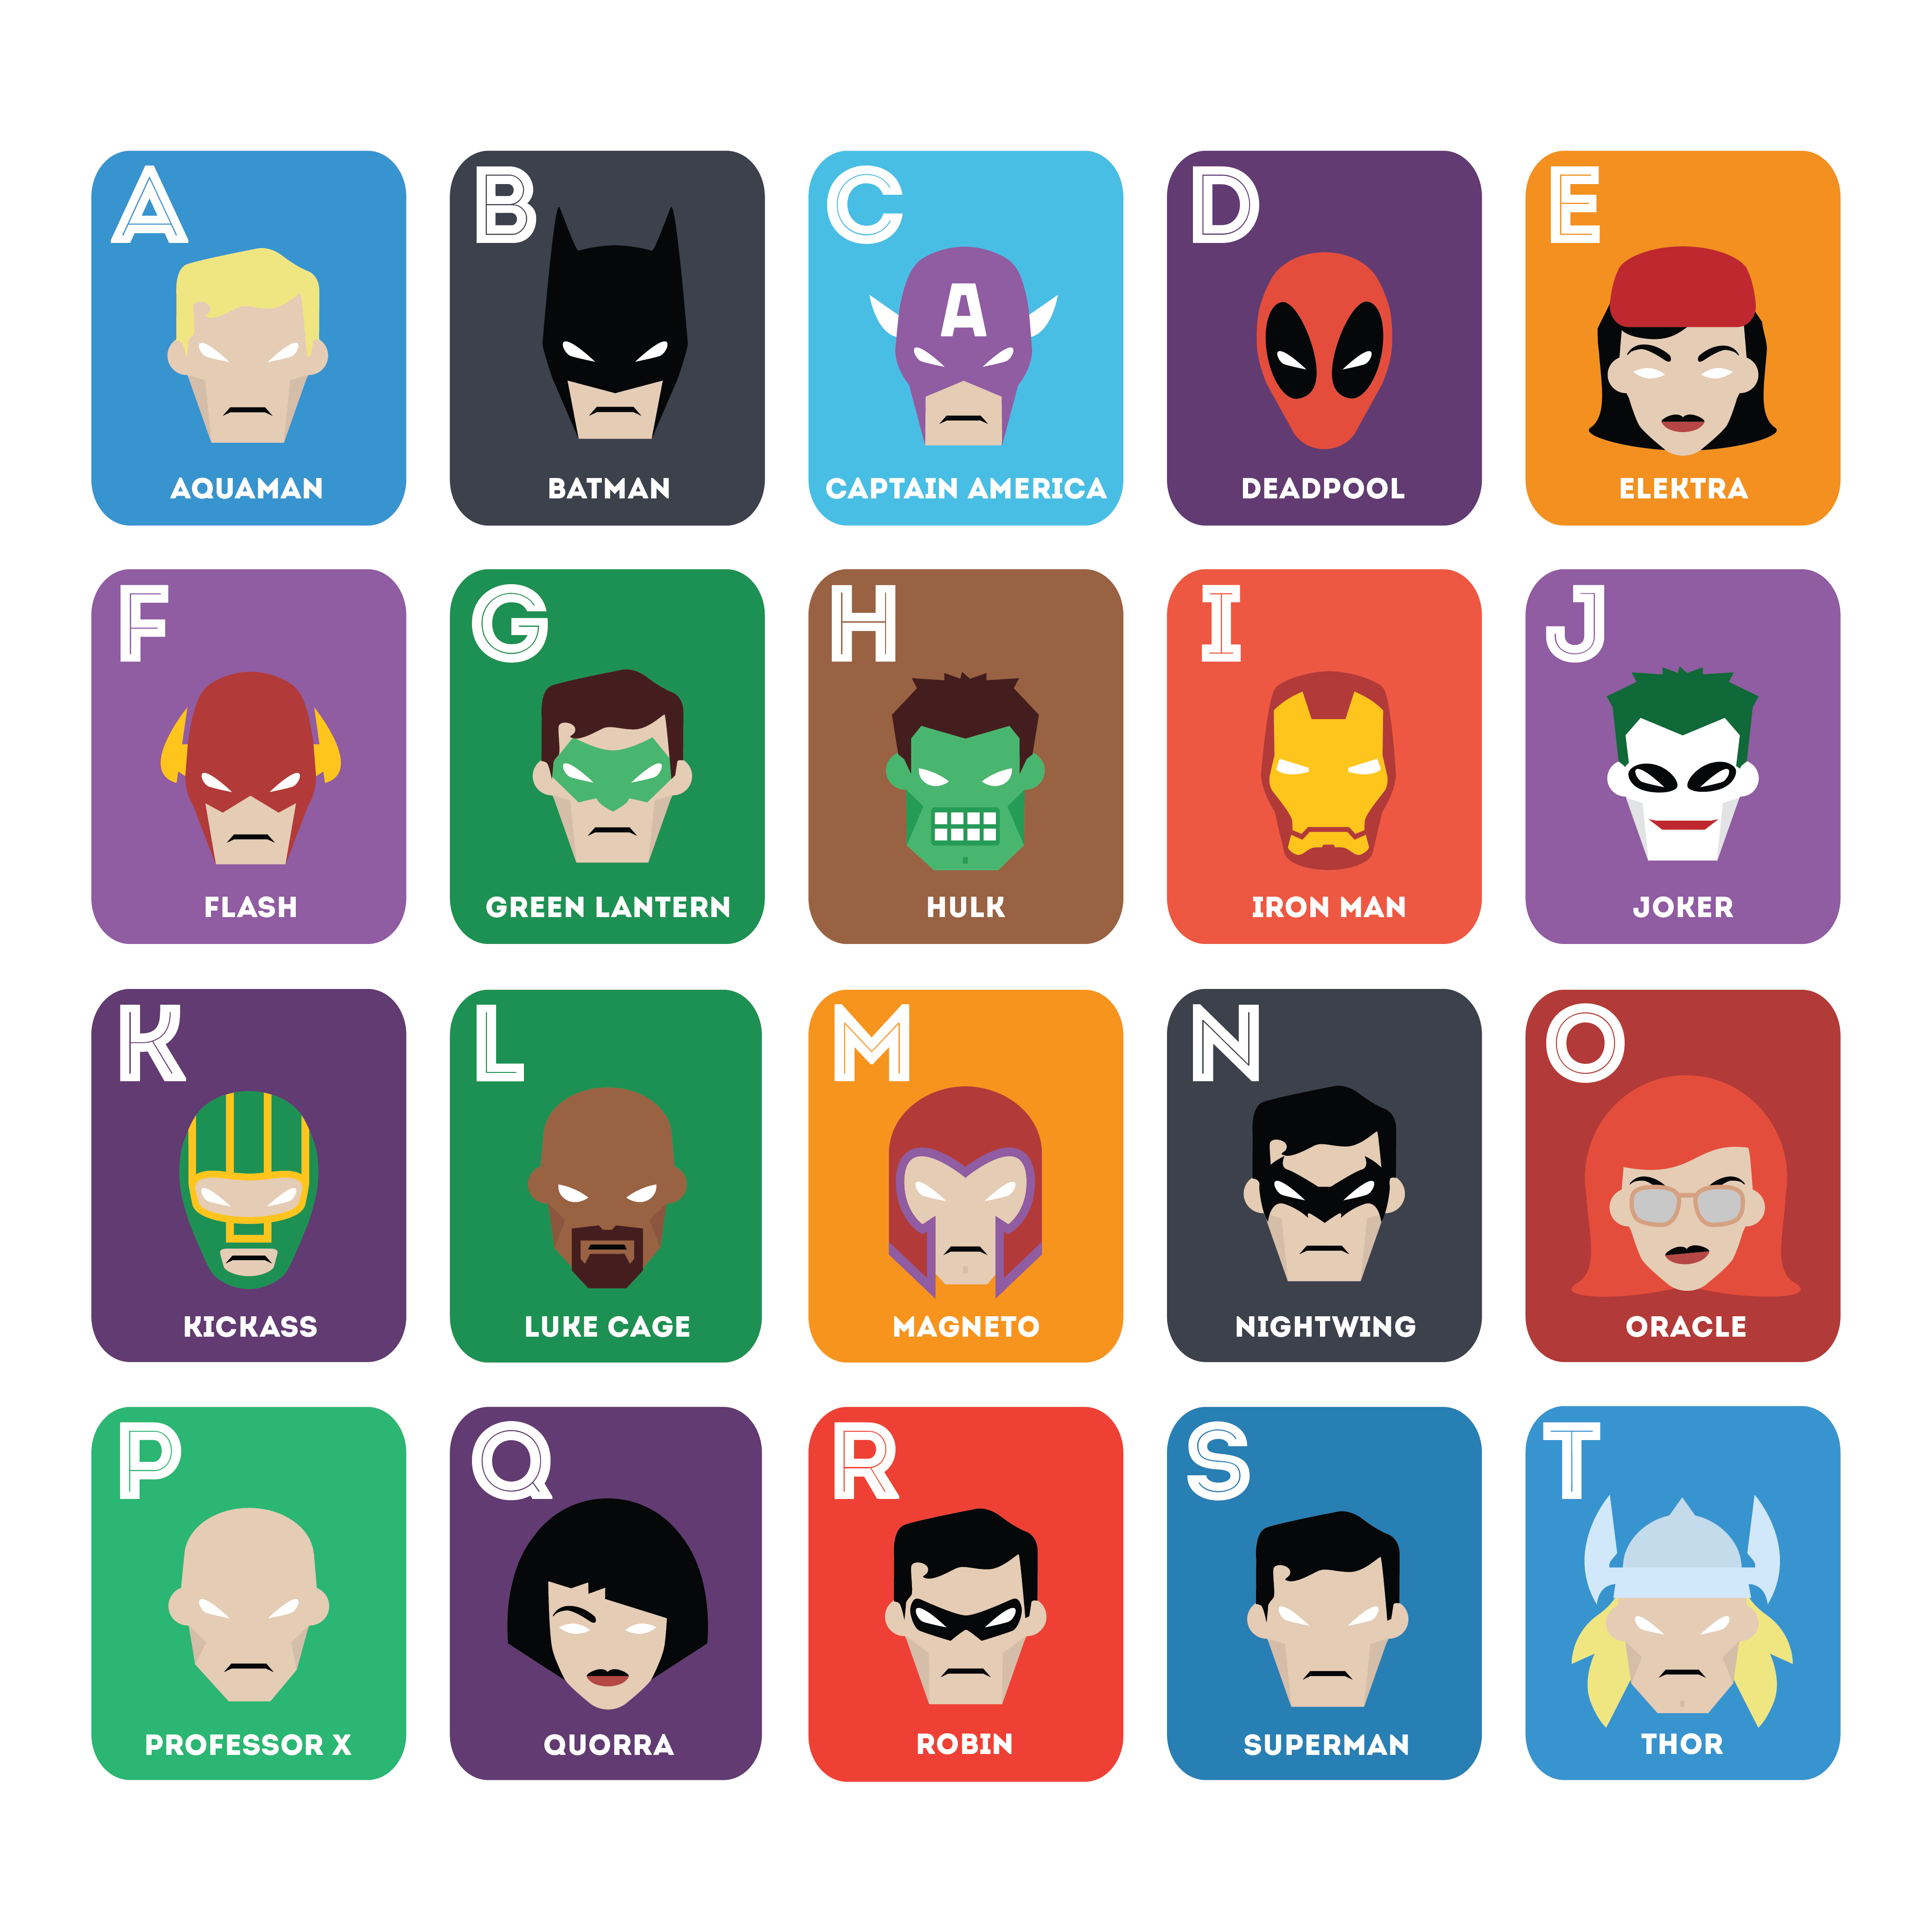 A
B
C
D
E
A
AQUAMAN
BATMAN
CAPTAIN AMERICA
DEADPOOL
ELEKTRA
F
G
H
I
J
FLASH
GREEN LANTERN
HULK
IRON MAN
JOKER
K
L
M
N
O
KICKASS
LUKE CAGE
MAGNETO
NIGHTWING
ORACLE
P
Q
R
S
T
PROFESSOR X
QUORRA
ROBIN
SUPERMAN
THOR